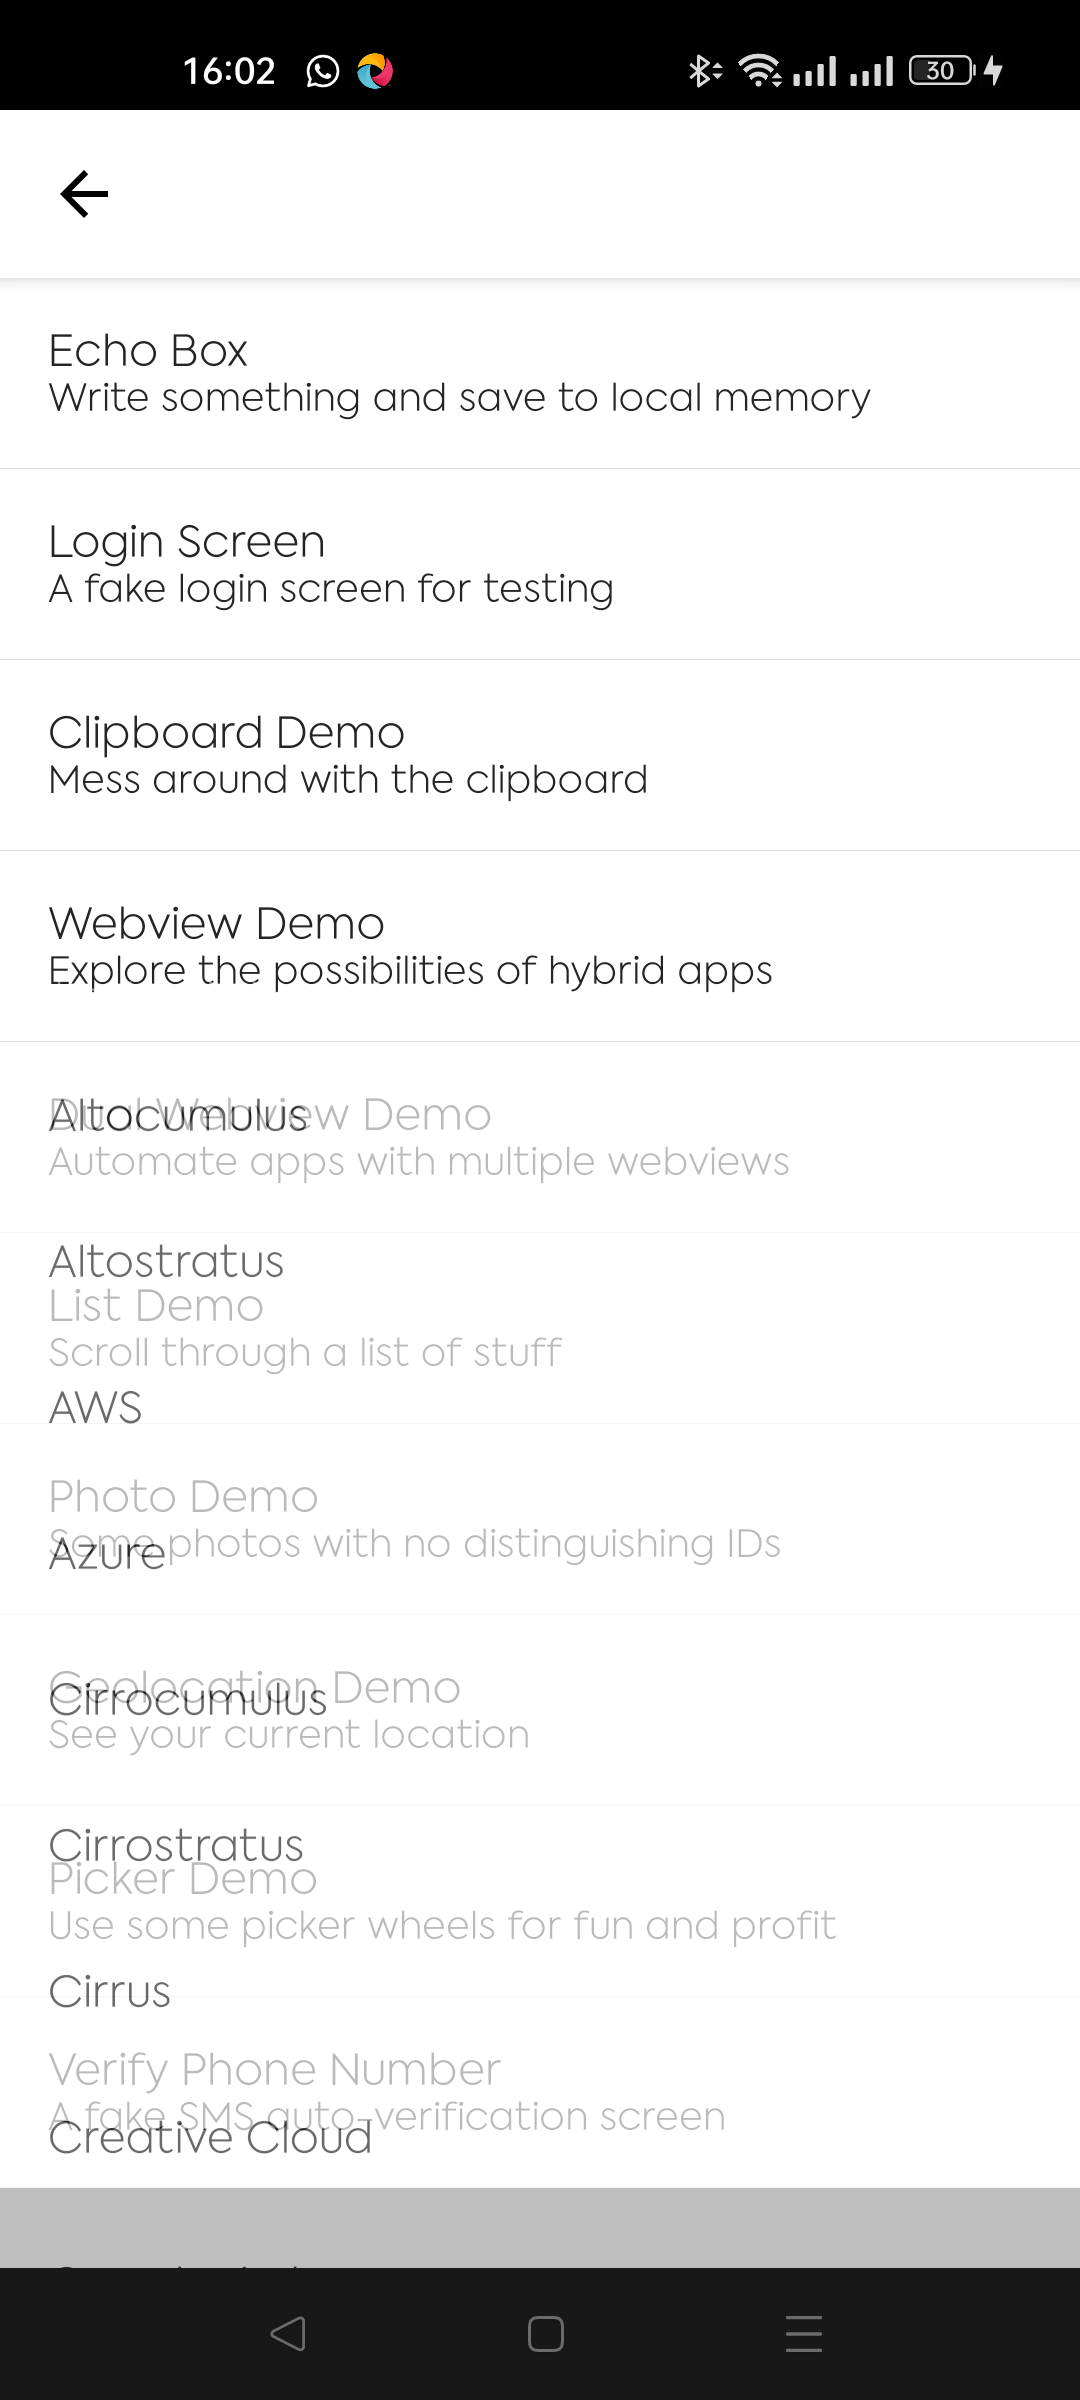 16:02
30
Echo Box
Write something and save to local memory
Login Screen
A fake login screen for testing
Clipboard Demo
Mess around with the clipboard
Webview Demo
Explore the possibilities of hybrid apps
Dual Webview Demo
Altocumulus
Automate apps with multiple webviews
Altostratus
List Demo
Scroll through a list of stuff
AWS
Photo Demo
Some photos with no distinguishing IDs
Azure
Geolocation Demo
Cirrocumulus
See your current location
Cirrostratus
Picker Demo
Use some picker wheels for fun and profit
Cirrus
Verify Phone Number
A fake SMS auto-verification screen
Creative Cloud